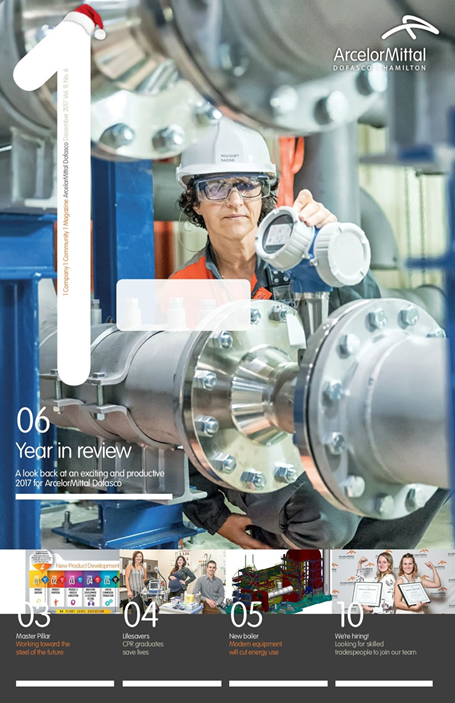 1
ArcelorMittal
DOFASCO HAMILTON
1 Company 1 Community 1 Magazine ArcelorMittal Dofasco December 2017 Vol. 9, No. 8
06
Year in review
A look back at an exciting and productive
2017 for ArcelorMittal Dofasco
New Product Development
03
Master Pillar
Working toward the
steel of the future
04
Lifesavers
CPR graduates
save lives
05
New boiler
Modern equipment
will cut energy use
10
We're hiring!
Looking for skilled
tradespeople to join our team